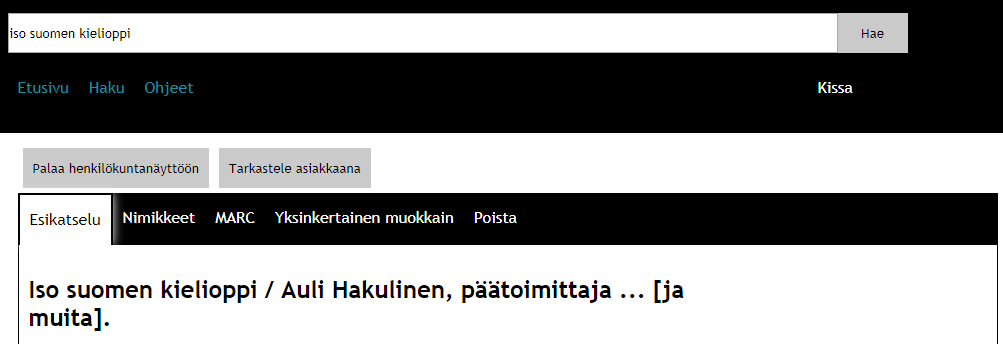 iso suomen kielioppi Hae
Etusivu Haku Ohjeet Kissa
Palaa henkilökuntanäyttöön Tarkastele asiakkaana
Esikatselu Nimikkeet MARC Yksinkertainen muokkain Poista
Iso suomen kielioppi / Auli Hakulinen, päätoimittaja ... [ja
muita].